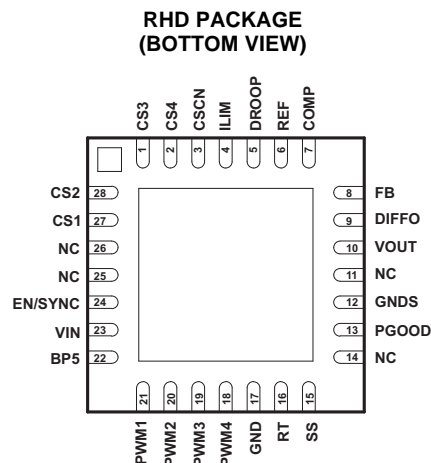 RHD PACKAGE
(BOTTOM VIEW)
CS3
CS4
CSCN
ILIM
DROOP
REF
COMP
1
2
3
4
5
6
7
CS2 28
CS1 27
NC 26
NC 25
EN/SYNC 24
VIN 23
BP5 22
8 FB
9 DIFFO
10 VOUT
11 NC
12 GNDS
13 PGOOD
14 NC
21
20
19
18
17
16
15
PWM1
PWM2
PWM3
PWM4
GND
RT
SS